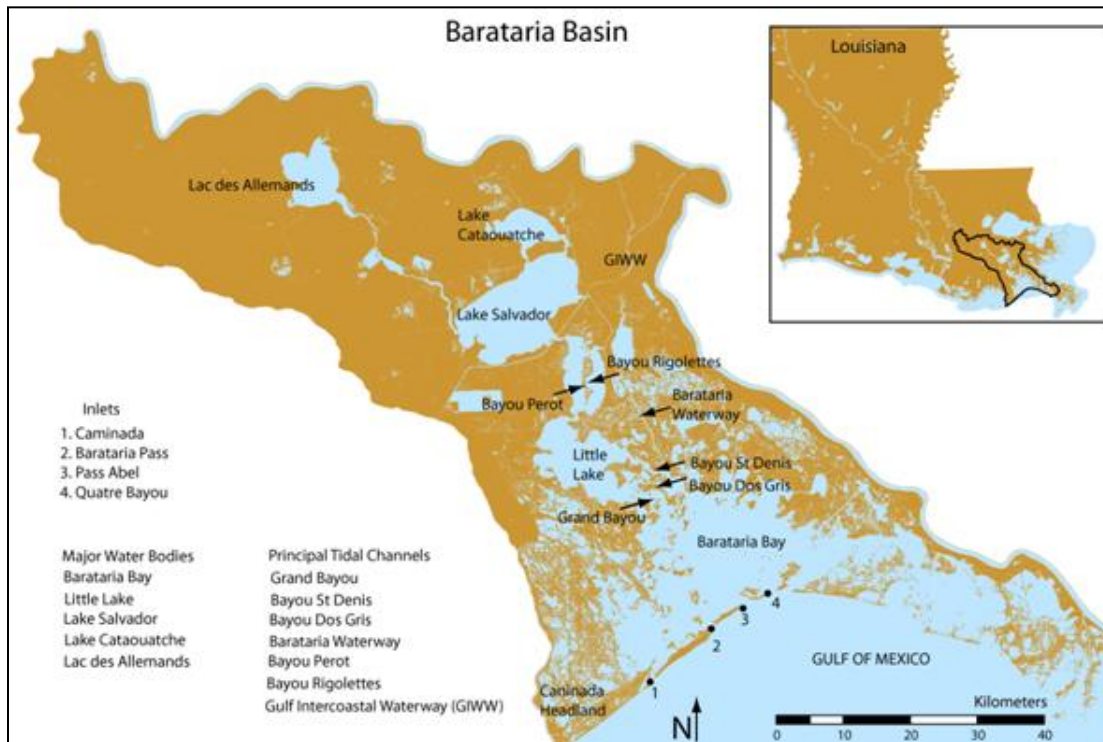 Barataria Basin
Louisiana
Lac des Allemands
Lake
Cataouatche
GIWW
Lake Salvador
Bayou Rigolettes
Bayou Perot
Barataria
Waterway
Inlets
1. Caminada
2. Barataria Pass
3. Pass Abel
4. Quatre Bayou
Little
Lake
Bayou St Denis
Bayou Dos Gris
Grand Bayou
Barataria Bay
Major Water Bodies
Barataria Bay
Little Lake
Lake Salvador
Lake Cataouatche
Lac des Allemands
Principal Tidal Channels
Grand Bayou
Bayou St Denis
Bayou Dos Gris
Barataria Waterway
Bayou Perot
Bayou Rigolettes
Gulf Intercoastal Waterway (GIWW)
4
3
2
1
GULF OF MEXICO
Caninada
Headland
N
Kilometers
0 10 20 40